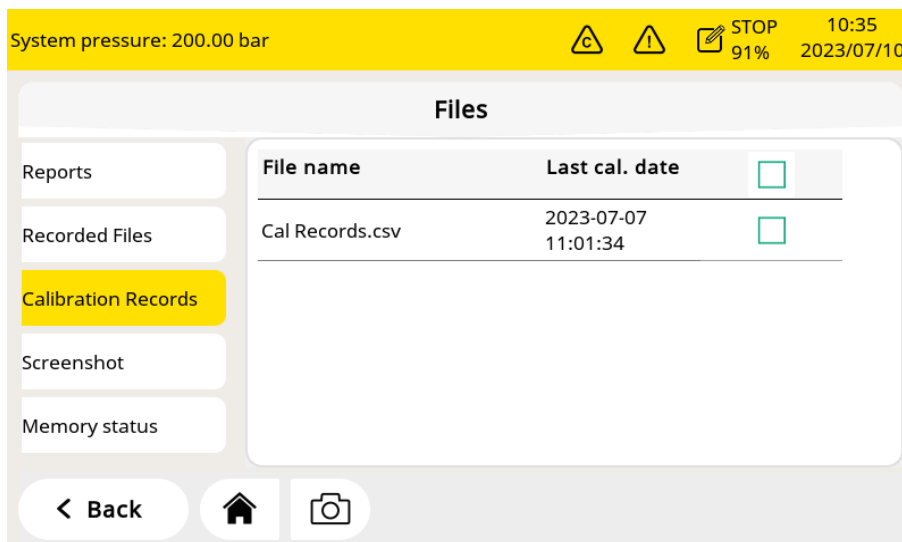 System pressure: 200.00 bar
C
!
STOP
91%
10:35
2023/07/10
Files
Reports
Recorded Files
Calibration Records
Screenshot
Memory status
File name
Last cal. date
Cal Records.csv
2023-07-07
11:01:34
< Back